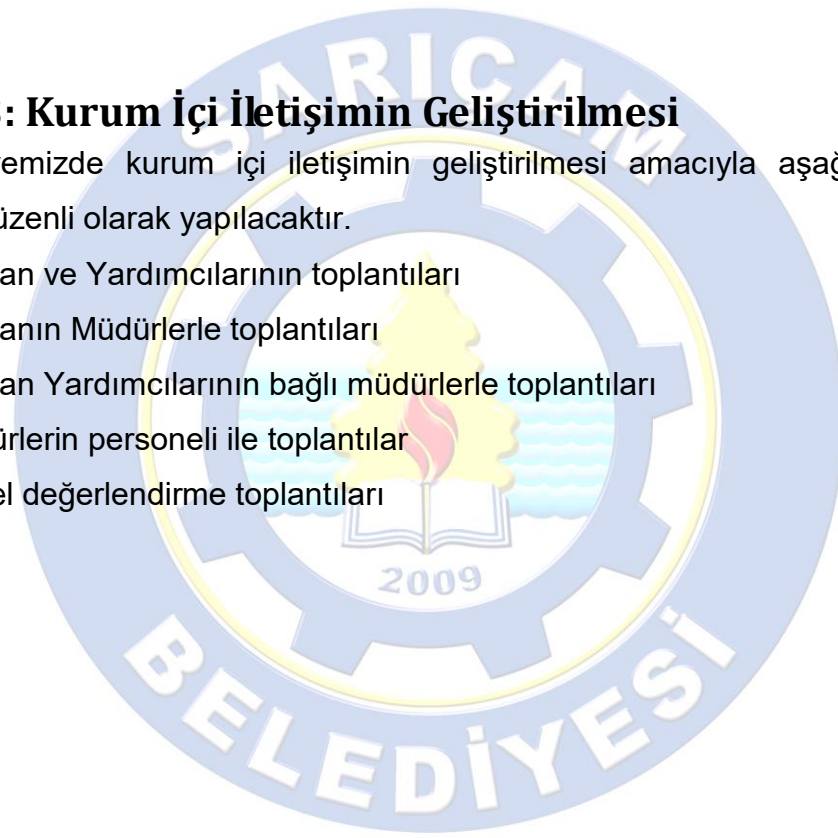 : Kurum İçi İletişimin Geliştirilmesi
emizde kurum içi iletişimin geliştirilmesi amacıyla
üzenli olarak yapılacaktır.
an ve Yardımcılarının toplantıları
anın Müdürlerle toplantıları
an Yardımcılarının bağlı müdürlerle toplantıları
ürlerin personeli ile toplantılar
el değerlendirme toplantıları
SARIÇAM
2009
BELEDİYESİ